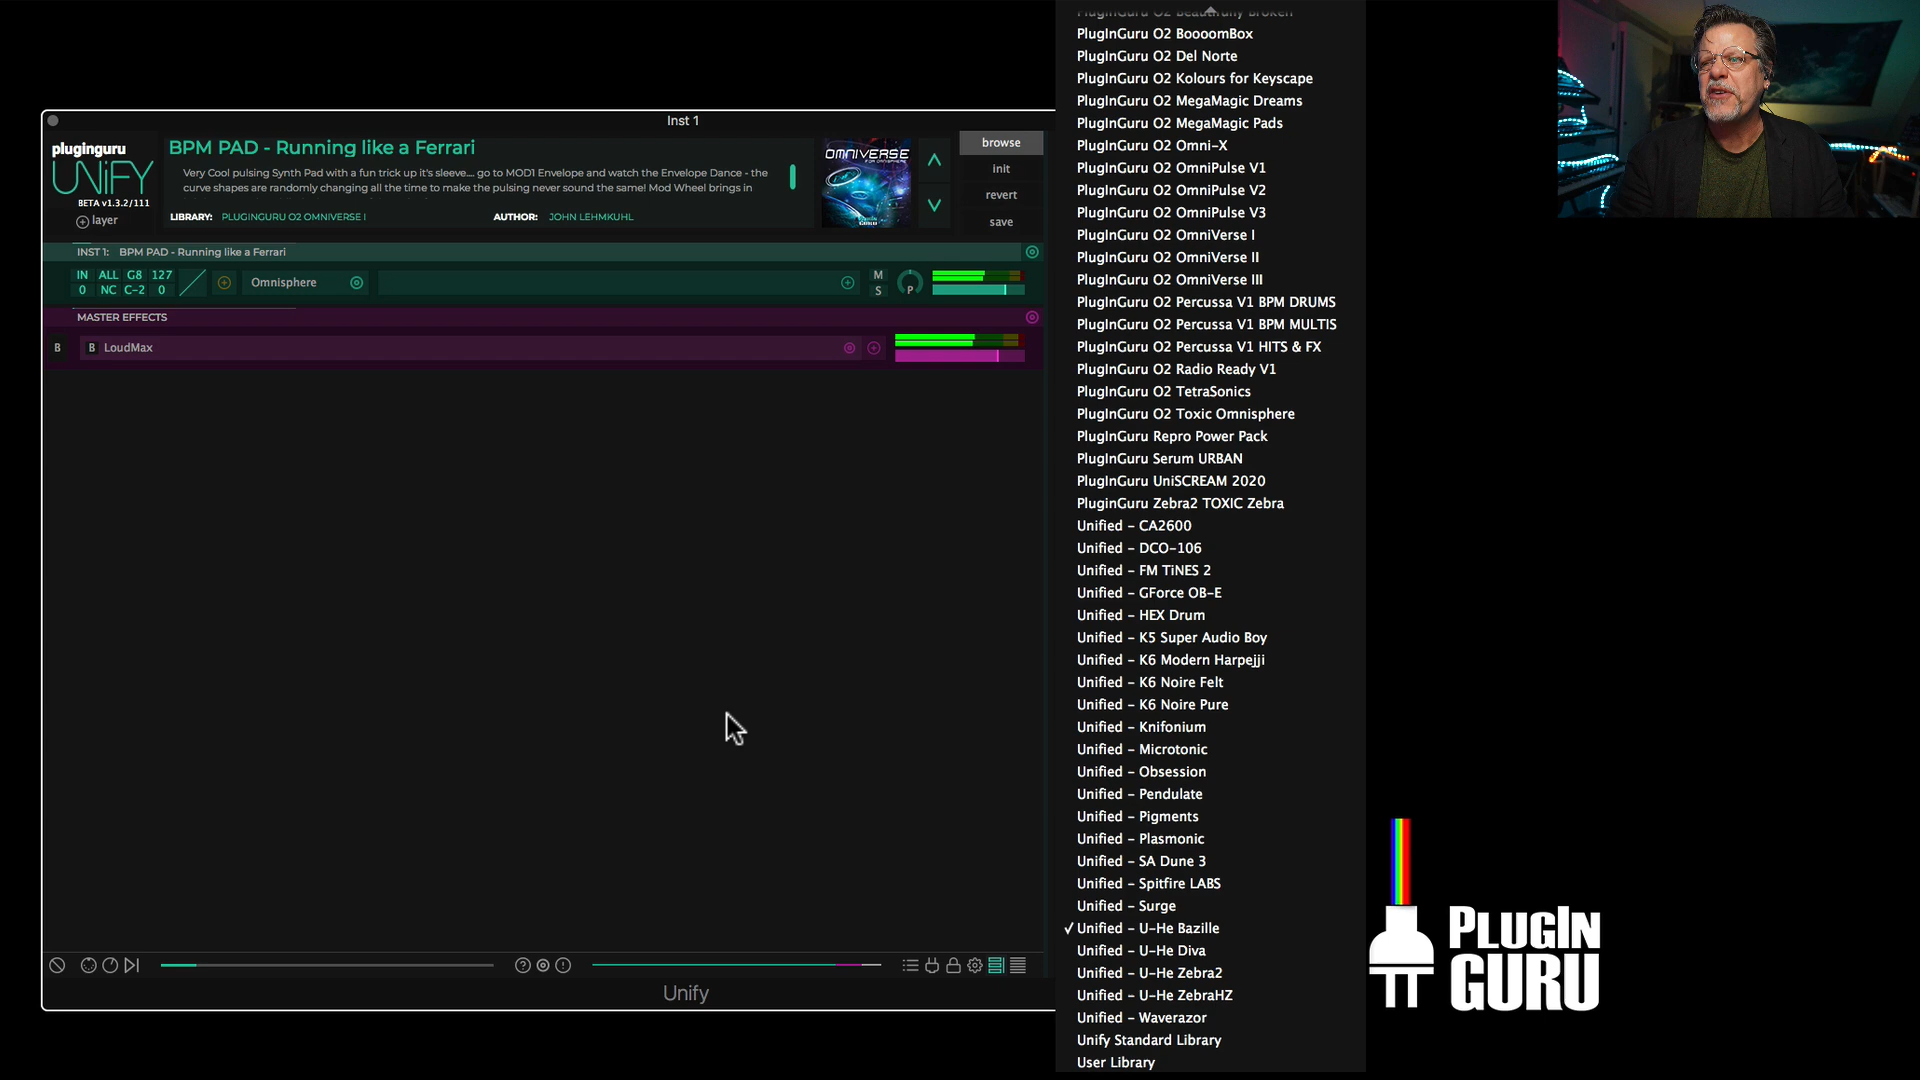 Inst 1
pluginguru
UNiFY
BETA v1.3.2/111
layer
BPM PAD - Running like a Ferrari
Very Cool pulsing Synth Pad with a fun trick up it's sleeve.... go to MOD1 Envelope and watch the Envelope Dance - the
curve shapes are randomly changing all the time to make the pulsing never sound the same! Mod Wheel brings in
LIBRARY: PLUGINGURU O2 OMNIVERSE I
AUTHOR: JOHN LEHMKUHL
OMNIVERSE
browse
init
revert
save
INST 1: BPM PAD - Running like a Ferrari
IN ALL G8 127
0 NC C-2 0
Omnisphere
M
S
P
MASTER EFFECTS
B
B LoudMax
Unify
PlugInGuru O2 Beautifully Broken
PlugInGuru O2 BoooomBox
PlugInGuru O2 Del Norte
PlugInGuru O2 Kolours for Keyscape
PlugInGuru O2 MegaMagic Dreams
PlugInGuru O2 MegaMagic Pads
PlugInGuru O2 Omni-X
PlugInGuru O2 OmniPulse V1
PlugInGuru O2 OmniPulse V2
PlugInGuru O2 OmniPulse V3
PlugInGuru O2 OmniVerse I
PlugInGuru O2 OmniVerse II
PlugInGuru O2 OmniVerse III
PlugInGuru O2 Percussa V1 BPM DRUMS
PlugInGuru O2 Percussa V1 BPM MULTIS
PlugInGuru O2 Percussa V1 HITS & FX
PlugInGuru O2 Radio Ready V1
PlugInGuru O2 TetraSonics
PlugInGuru O2 Toxic Omnisphere
PlugInGuru Repro Power Pack
PlugInGuru Serum URBAN
PlugInGuru UniSCREAM 2020
PluginGuru Zebra2 TOXIC Zebra
Unified – CA2600
Unified – DCO-106
Unified – FM TiNES 2
Unified – GForce OB-E
Unified – HEX Drum
Unified – K5 Super Audio Boy
Unified – K6 Modern Harpejji
Unified – K6 Noire Felt
Unified – K6 Noire Pure
Unified – Knifonium
Unified – Microtonic
Unified – Obsession
Unified – Pendulate
Unified – Pigments
Unified – Plasmonic
Unified – SA Dune 3
Unified – Spitfire LABS
Unified – Surge
✓ Unified – U-He Bazille
Unified – U-He Diva
Unified – U-He Zebra2
Unified – U-He ZebraHZ
Unified – Waverazor
Unify Standard Library
User Library
PLUGIN
GURU